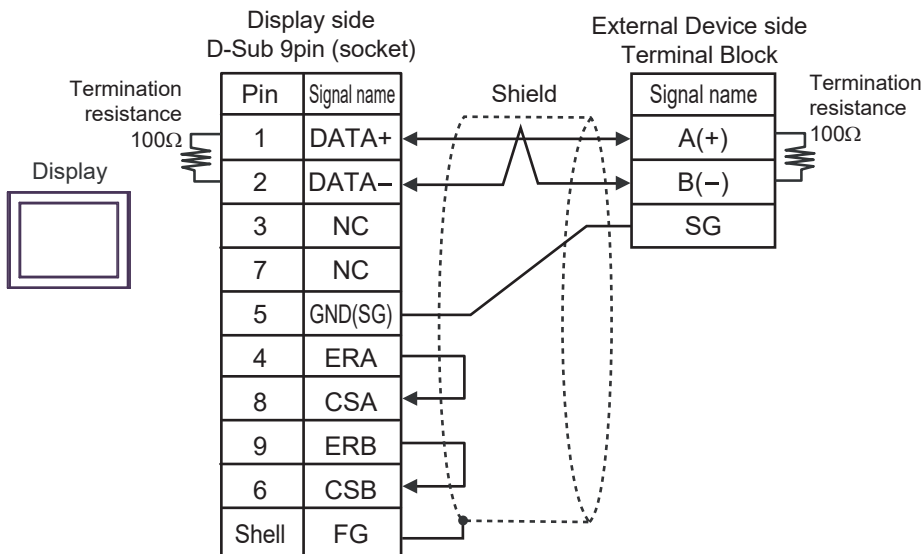 Display side
D-Sub 9pin (socket)
External Device side
Terminal Block
Termination
resistance
100Ω
Display
Pin Signal name
1 DATA+
2 DATA−
3 NC
7 NC
5 GND(SG)
4 ERA
8 CSA
9 ERB
6 CSB
Shell FG
Shield
Signal name
A(+)
B(−)
SG
Termination
resistance
100Ω